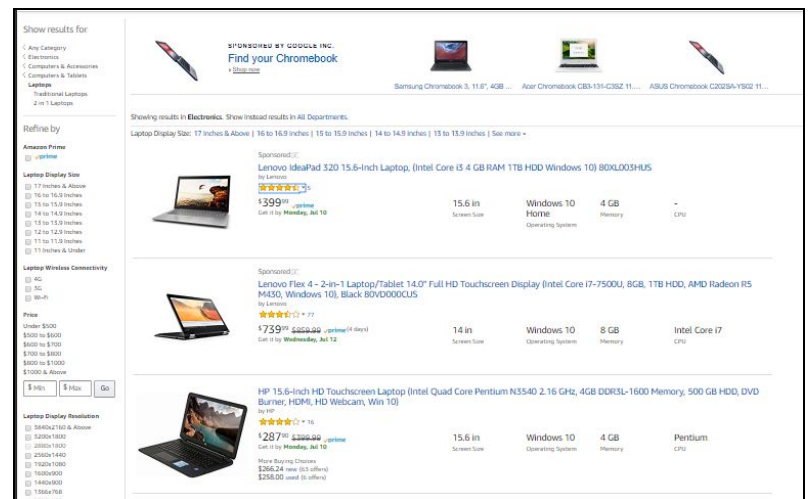 Show results for
Any Category
Electronics
Computers & Accessories
Computers & Tablets
Laptops
Traditional Laptops
2 in 1 Laptops
Refine by
Amazon Prime
prime
Laptop Display Size
17 Inches & Above
16 to 16.9 Inches
15 to 15.9 Inches
14 to 14.9 Inches
13 to 13.9 Inches
12 to 12.9 Inches
11 to 11.9 Inches
11 Inches & Under
Laptop Wireless Connectivity
4G
3G
Wi-Fi
Price
Under $500
$500 to $600
$600 to $700
$700 to $800
$800 to $1000
$1000 & Above
$ Min $ Max Go
Laptop Display Resolution
3840x2160 & Above
3200x1800
2880x1800
2560x1440
1920x1080
1600x900
1440x900
1366x768
SPONSORED BY GOOGLE INC.
Find your Chromebook
Shop now
Samsung Chromebook 3, 11.6", 4GB ...
Acer Chromebook CB3-131-C3SZ 11....
ASUS Chromebook C202SA-YS02 11...
Showing results in Electronics. Show instead results in All Departments.
Laptop Display Size: 17 Inches & Above | 16 to 16.9 Inches | 15 to 15.9 Inches | 14 to 14.9 Inches | 13 to 13.9 Inches | See more
Sponsored
Lenovo IdeaPad 320 15.6-Inch Laptop, (Intel Core i3 4 GB RAM 1TB HDD Windows 10) 80XL003HUS
by Lenovo
5
$399 99 prime
Get it by Monday, Jul 10
15.6 in
Screen Size
Windows 10 Home
Operating System
4 GB
Memory
-
CPU
Sponsored
Lenovo Flex 4 - 2-in-1 Laptop/Tablet 14.0" Full HD Touchscreen Display (Intel Core i7-7500U, 8GB, 1TB HDD, AMD Radeon R5
M430, Windows 10), Black 80VD000CUS
by Lenovo
77
$739 99 $859.99 prime (4 days)
Get it by Wednesday, Jul 12
14 in
Screen Size
Windows 10
Operating System
8 GB
Memory
Intel Core i7
CPU
HP 15.6-Inch HD Touchscreen Laptop (Intel Quad Core Pentium N3540 2.16 GHz, 4GB DDR3L-1600 Memory, 500 GB HDD, DVD
Burner, HDMI, HD Webcam, Win 10)
by HP
16
$287 90 $399.99 prime
Get it by Monday, Jul 10
More Buying Choices
$266.24 new (63 offers)
$258.00 used (6 offers)
15.6 in
Screen Size
Windows 10
Operating System
4 GB
Memory
Pentium
CPU